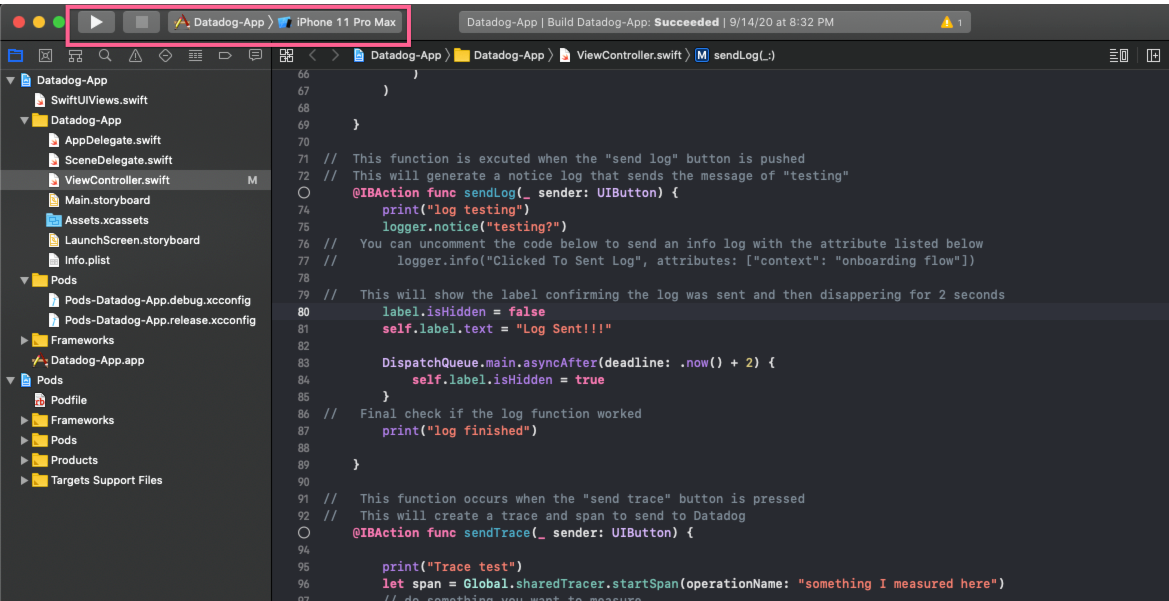 Datadog-App 〉 iPhone 11 Pro Max
Datadog-App | Build Datadog-App: Succeeded | 9/14/20 at 8:32 PM
1
Datadog-App 〉 Datadog-App 〉 ViewController.swift 〉 M sendLog(_:)
Datadog-App
SwiftUIViews.swift
Datadog-App
AppDelegate.swift
SceneDelegate.swift
ViewController.swift M
Main.storyboard
Assets.xcassets
LaunchScreen.storyboard
Info.plist
Pods
Pods-Datadog-App.debug.xcconfig
Pods-Datadog-App.release.xcconfig
Frameworks
Datadog-App.app
Pods
Podfile
Frameworks
Pods
Products
Targets Support Files
66 )
67 )
68
69 }
70
71 // This function is excuted when the "send log" button is pushed
72 // This will generate a notice log that sends the message of "testing"
@IBAction func sendLog(_ sender: UIButton) {
74 print("log testing")
75 logger.notice("testing?")
76 // You can uncomment the code below to send an info log with the attribute listed below
77 // logger.info("Clicked To Sent Log", attributes: ["context": "onboarding flow"])
78
79 // This will show the label confirming the log was sent and then disappering for 2 seconds
80 label.isHidden = false
81 self.label.text = "Log Sent!!!"
82
83 DispatchQueue.main.asyncAfter(deadline: .now() + 2) {
84 self.label.isHidden = true
85 }
86 // Final check if the log function worked
87 print("log finished")
88
89 }
90
91 // This function occurs when the "send trace" button is pressed
92 // This will create a trace and span to send to Datadog
@IBAction func sendTrace(_ sender: UIButton) {
94
95 print("Trace test")
96 let span = Global.sharedTracer.startSpan(operationName: "something I measured here")
97 // do something you want to measure